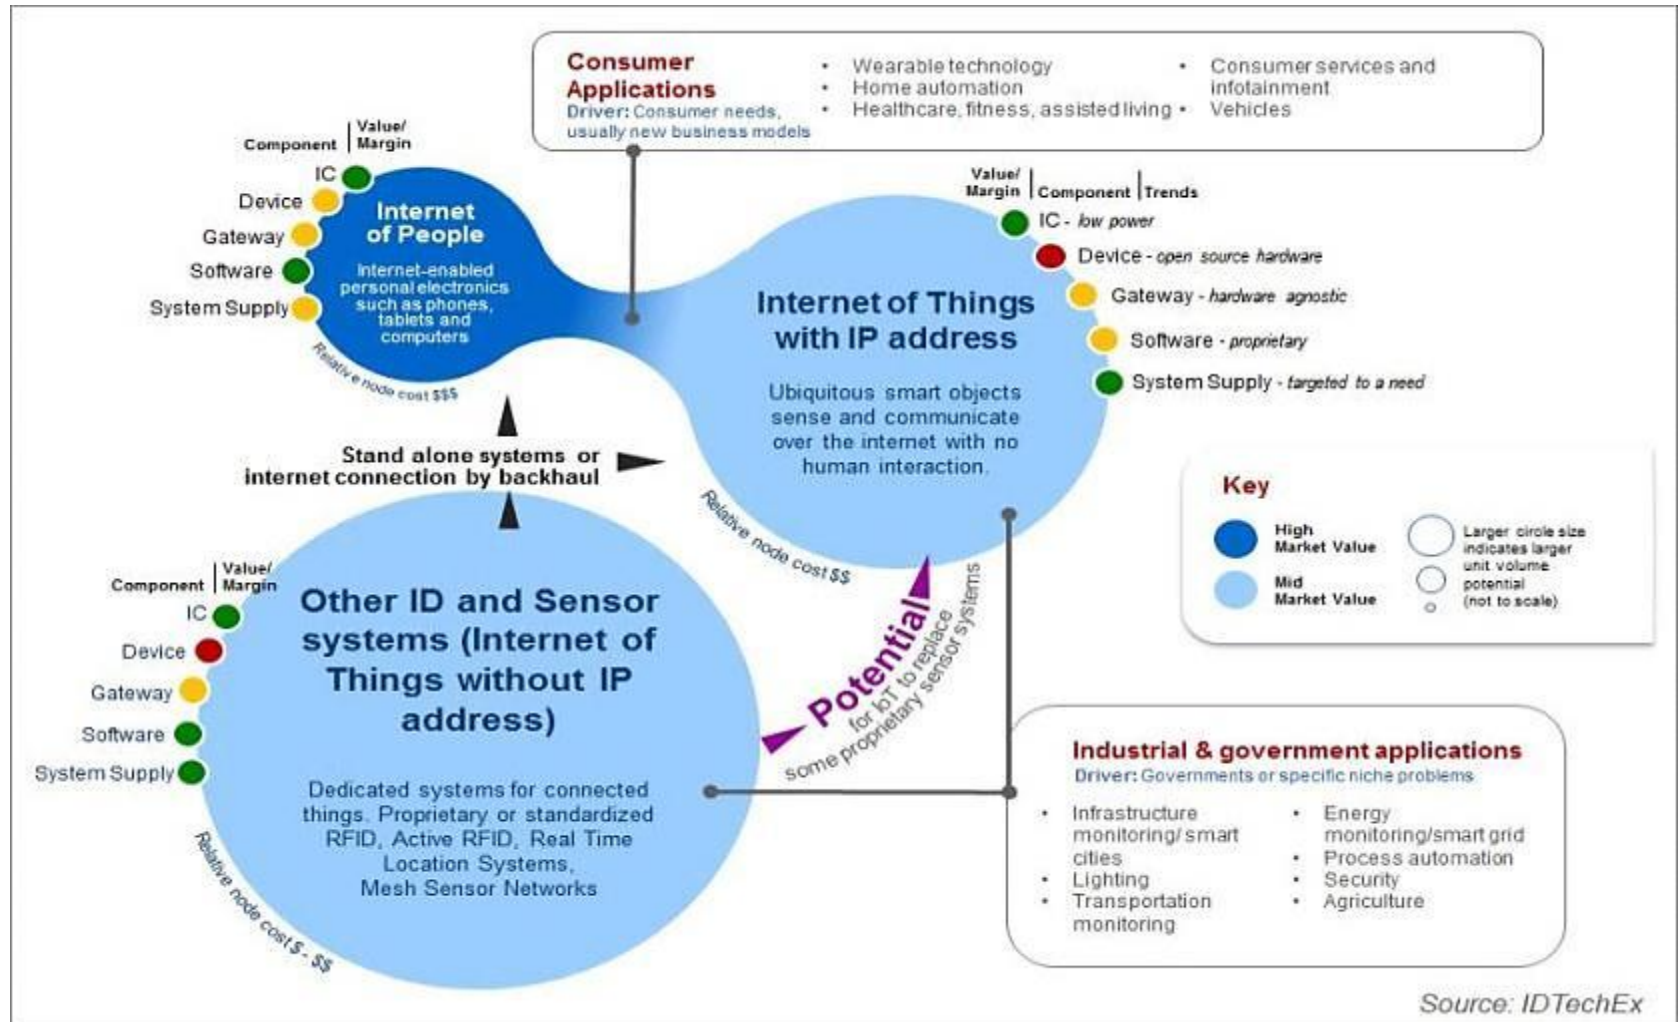 Consumer
Applications
Driver: Consumer needs,
usually new business models
• Wearable technology
• Home automation
• Healthcare, fitness, assisted living
• Consumer services and
infotainment
• Vehicles
Component | Value/
Margin
IC
Device
Gateway
Software
System Supply
Internet
of People
Internet-enabled
personal electronics
such as phones,
tablets and
computers
Relative node cost $$$
Value/
Margin | Component | Trends
IC - low power
Device - open source hardware
Gateway - hardware agnostic
Software - proprietary
System Supply - targeted to a need
Internet of Things
with IP address
Ubiquitous smart objects
sense and communicate
over the internet with no
human interaction.
Relative node cost $$
Stand alone systems or
internet connection by backhaul
Key
High
Market Value
Mid
Market Value
Larger circle size
indicates larger
unit volume
potential
(not to scale)
Component | Value/
Margin
IC
Device
Gateway
Software
System Supply
Other ID and Sensor
systems (Internet of
Things without IP
address)
Dedicated systems for connected
things. Proprietary or standardized
RFID, Active RFID, Real Time
Location Systems,
Mesh Sensor Networks
Relative node cost $ - $$
Potential
for IoT to replace
some proprietary sensor systems
Industrial & government applications
Driver: Governments or specific niche problems
• Infrastructure
monitoring/ smart
cities
• Lighting
• Transportation
monitoring
• Energy
monitoring/smart grid
• Process automation
• Security
• Agriculture
Source: IDTechEx